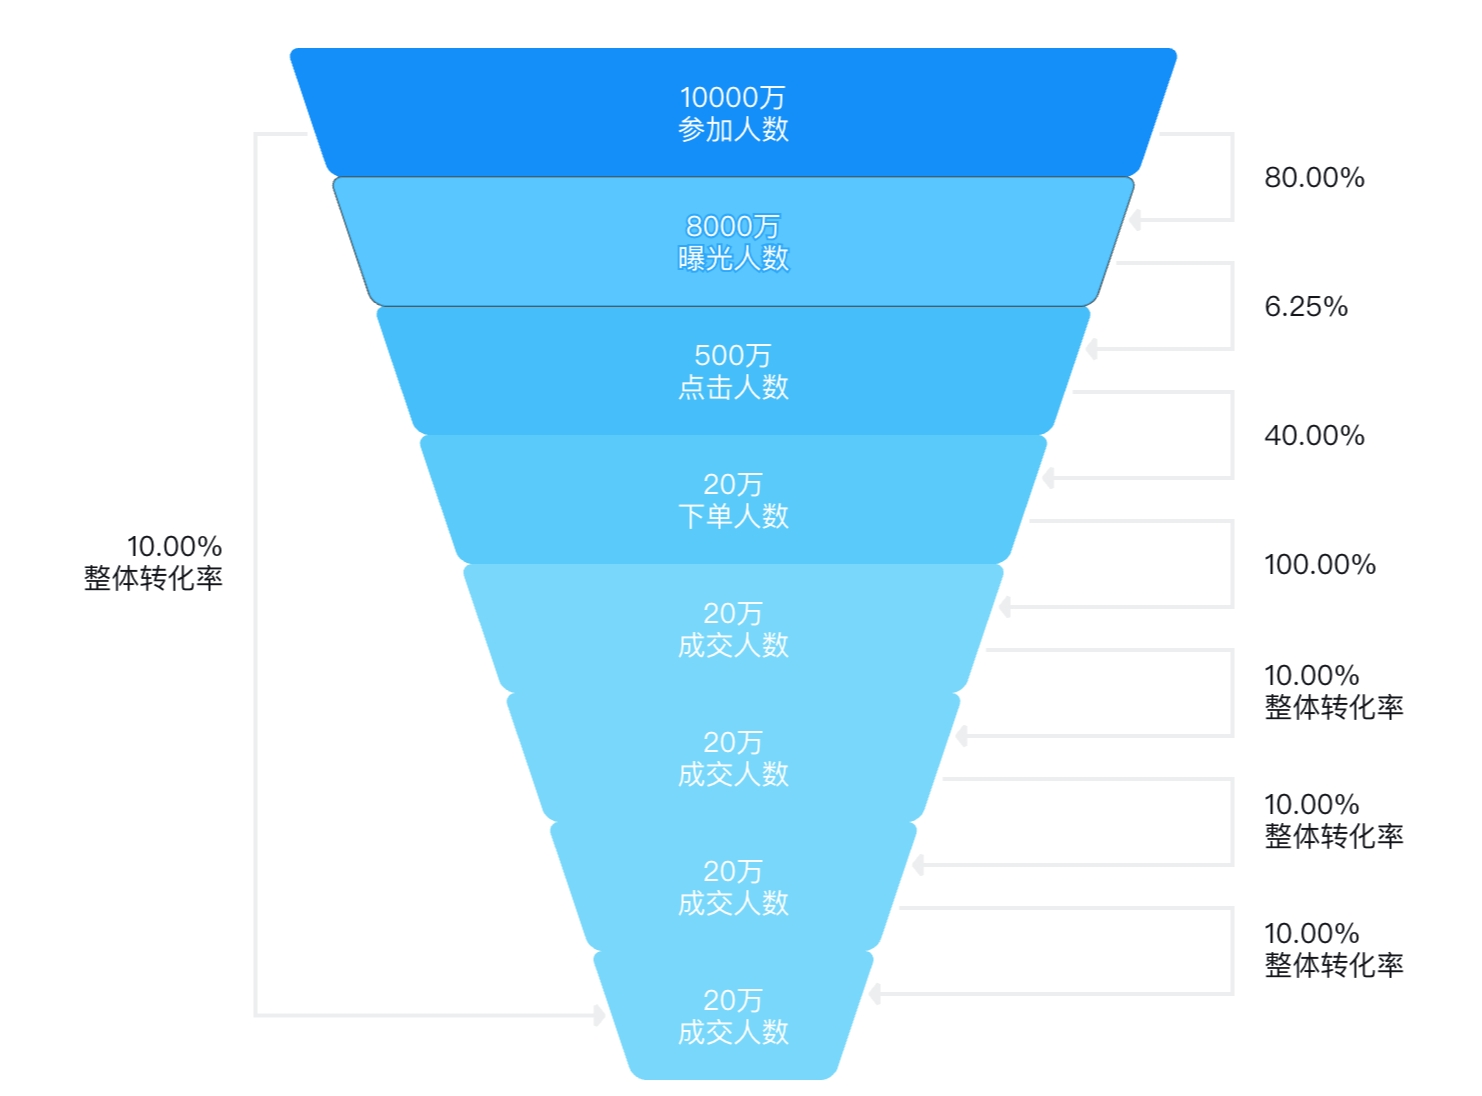 10000万
参加人数
80.00%
8000万
曝光人数
6.25%
500万
点击人数
40.00%
20万
下单人数
10.00%
整体转化率
100.00%
20万
成交人数
10.00%
整体转化率
20万
成交人数
10.00%
整体转化率
20万
成交人数
10.00%
整体转化率
20万
成交人数